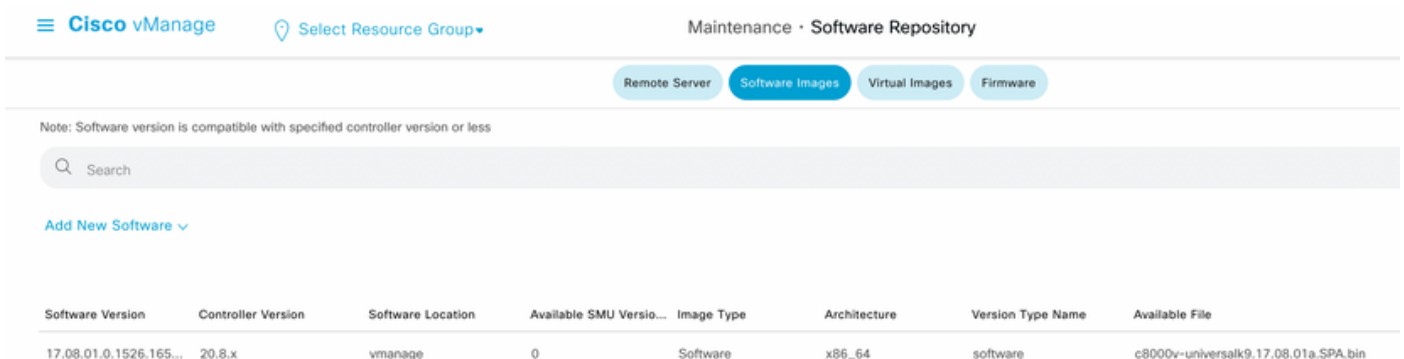 Cisco vManage Select Resource Group▾ Maintenance · Software Repository
Remote Server Software Images Virtual Images Firmware
Note: Software version is compatible with specified controller version or less
Search
Add New Software
Software Version Controller Version Software Location Available SMU Versio... Image Type Architecture Version Type Name Available File
17.08.01.0.1526.165... 20.8.x vmanage 0 Software x86_64 software c8000v-universalk9.17.08.01a.SPA.bin